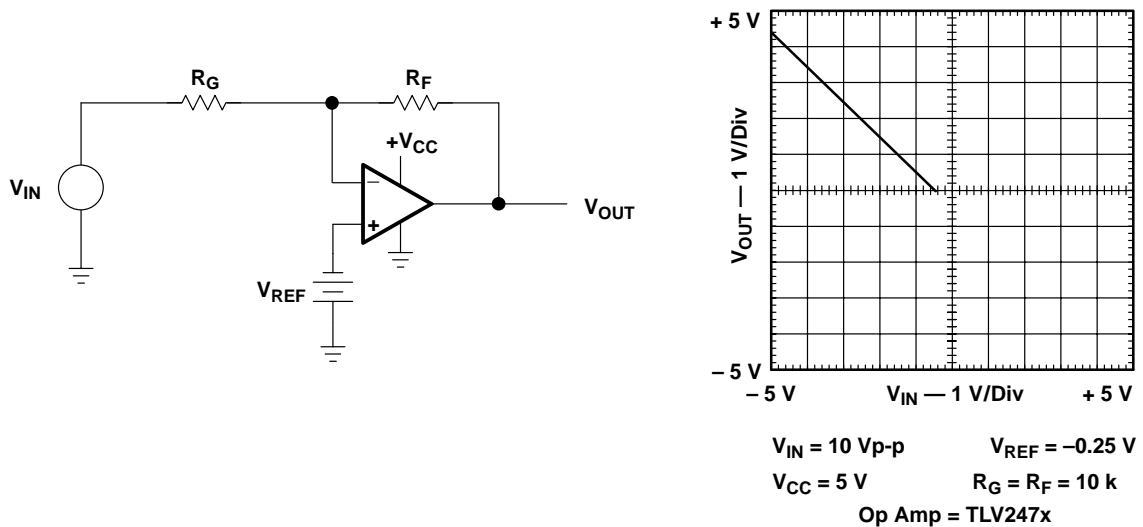 R_G
R_F
+V_CC
V_IN
−
+
V_OUT
V_REF
+ 5 V
V_OUT — 1 V/Div
– 5 V
– 5 V
V_IN — 1 V/Div
+ 5 V
V_IN = 10 Vp-p
V_REF = –0.25 V
V_CC = 5 V
R_G = R_F = 10 k
Op Amp = TLV247x